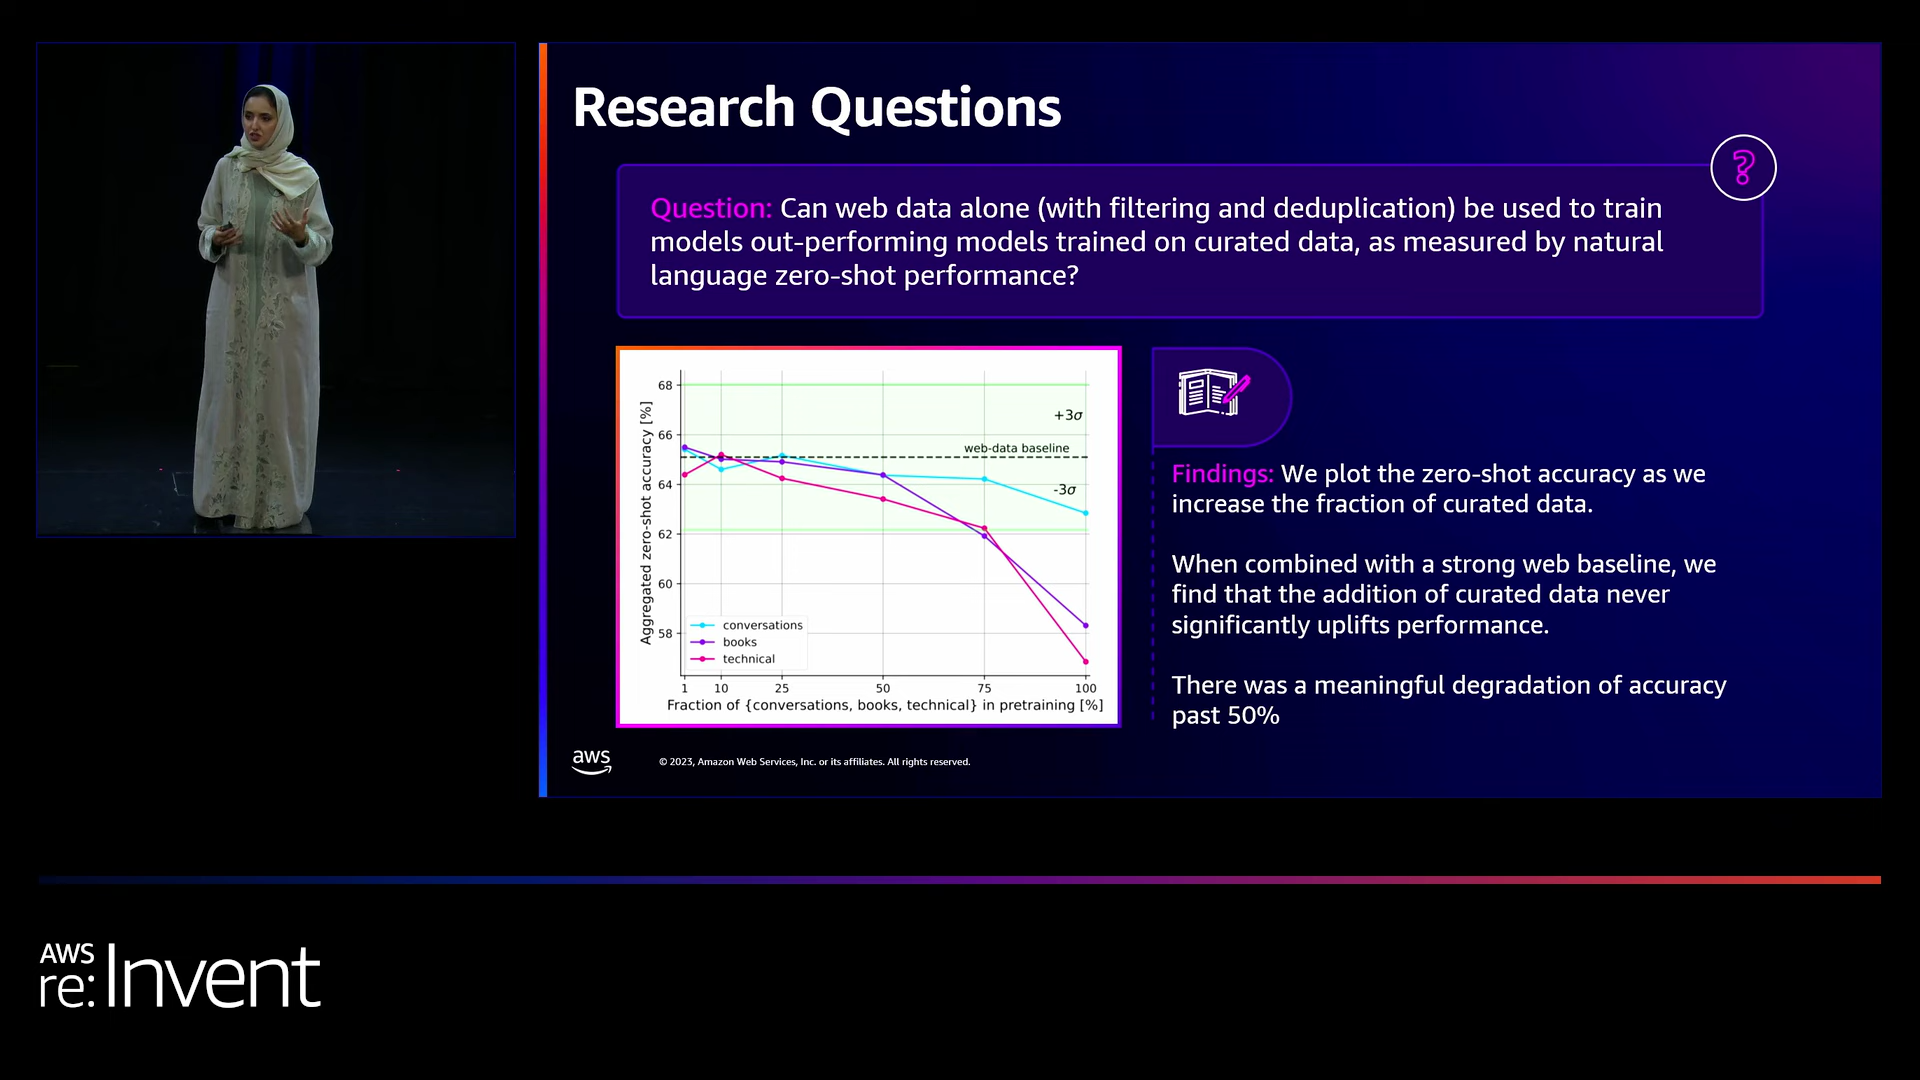 Research Questions
?
Question: Can web data alone (with filtering and deduplication) be used to train
models out-performing models trained on curated data, as measured by natural
language zero-shot performance?
Aggregated zero-shot accuracy [%]
68
66
64
62
60
58
+3σ
web-data baseline
-3σ
conversations
books
technical
1 10 25 50 75 100
Fraction of {conversations, books, technical} in pretraining [%]
Findings: We plot the zero-shot accuracy as we
increase the fraction of curated data.
When combined with a strong web baseline, we
find that the addition of curated data never
significantly uplifts performance.
There was a meaningful degradation of accuracy
past 50%
aws
© 2023, Amazon Web Services, Inc. or its affiliates. All rights reserved.
AWS
re:Invent